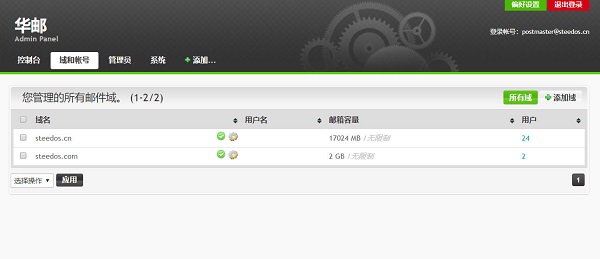 偏好设置 退出登录
华邮
Admin Panel
登录帐号：postmaster@steedos.cn
控制台 域和帐号 管理员 系统 添加...
您管理的所有邮件域。 (1-2/2) 所有域 添加域
域名 用户名 邮箱容量 用户
steedos.cn 17024 MB /无限制 24
steedos.com 2 GB /无限制 2
选择操作 应用 1